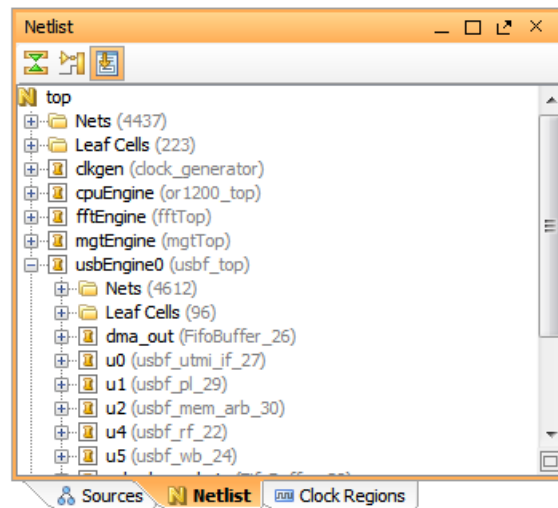 Netlist
top
Nets (4437)
Leaf Cells (223)
clkgen (clock_generator)
cpuEngine (or1200_top)
fftEngine (fftTop)
mgtEngine (mgtTop)
usbEngine0 (usbf_top)
Nets (4612)
Leaf Cells (96)
dma_out (FifoBuffer_26)
u0 (usbf_utmi_if_27)
u1 (usbf_pl_29)
u2 (usbf_mem_arb_30)
u4 (usbf_rf_22)
u5 (usbf_wb_24)
Sources Netlist Clock Regions